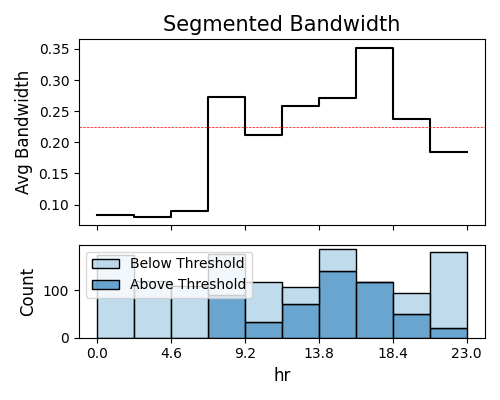 Segmented Bandwidth
Avg Bandwidth
0.35
0.30
0.25
0.20
0.15
0.10
Count
100
0
Below Threshold
Above Threshold
0.0 4.6 9.2 13.8 18.4 23.0
hr